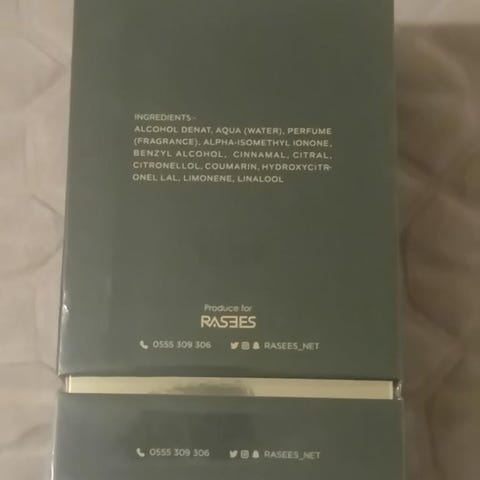 INGREDIENTS:-
ALCOHOL DENAT, AQUA (WATER), PERFUME
(FRAGRANCE), ALPHA-ISOMETHYL IONONE,
BENZYL ALCOHOL, CINNAMAL, CITRAL,
CITRONELLOL, COUMARIN, HYDROXYCITR-
ONEL LAL, LIMONENE, LINALOOL
Produce for
RASEES
0555 309 306 RASEES_NET
0555 309 306 RASEES_NET